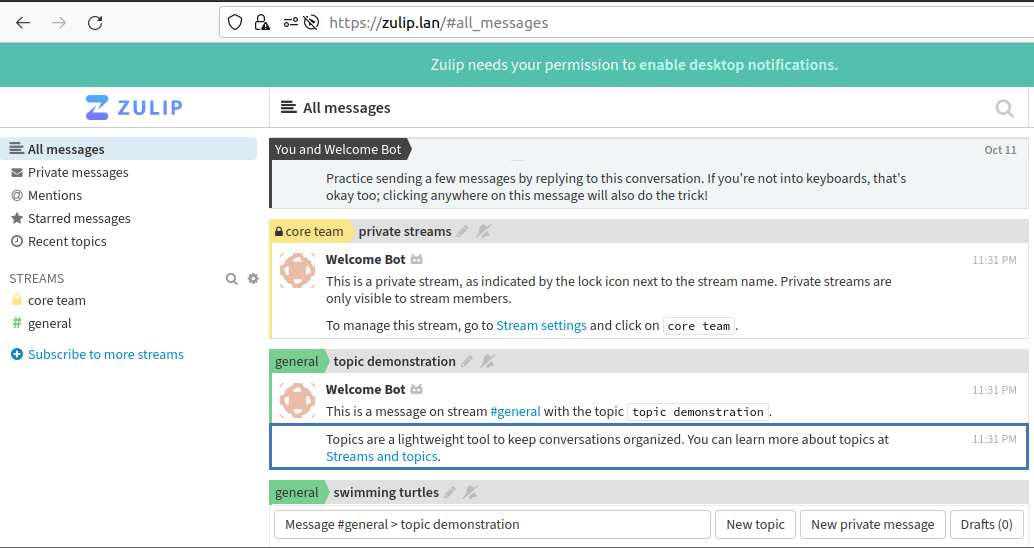 https://zulip.lan/#all_messages
Zulip needs your permission to enable desktop notifications.
ZULIP
All messages
All messages
Private messages
Mentions
Starred messages
Recent topics
STREAMS
core team
general
Subscribe to more streams
You and Welcome Bot
Oct 11
Practice sending a few messages by replying to this conversation. If you're not into keyboards, that's
okay too; clicking anywhere on this message will also do the trick!
core team private streams
Welcome Bot 11:31 PM
This is a private stream, as indicated by the lock icon next to the stream name. Private streams are
only visible to stream members.
To manage this stream, go to Stream settings and click on core team.
general topic demonstration
Welcome Bot 11:31 PM
This is a message on stream #general with the topic topic demonstration.
Topics are a lightweight tool to keep conversations organized. You can learn more about topics at 11:31 PM
Streams and topics.
general swimming turtles
Message #general > topic demonstration
New topic
New private message
Drafts (0)